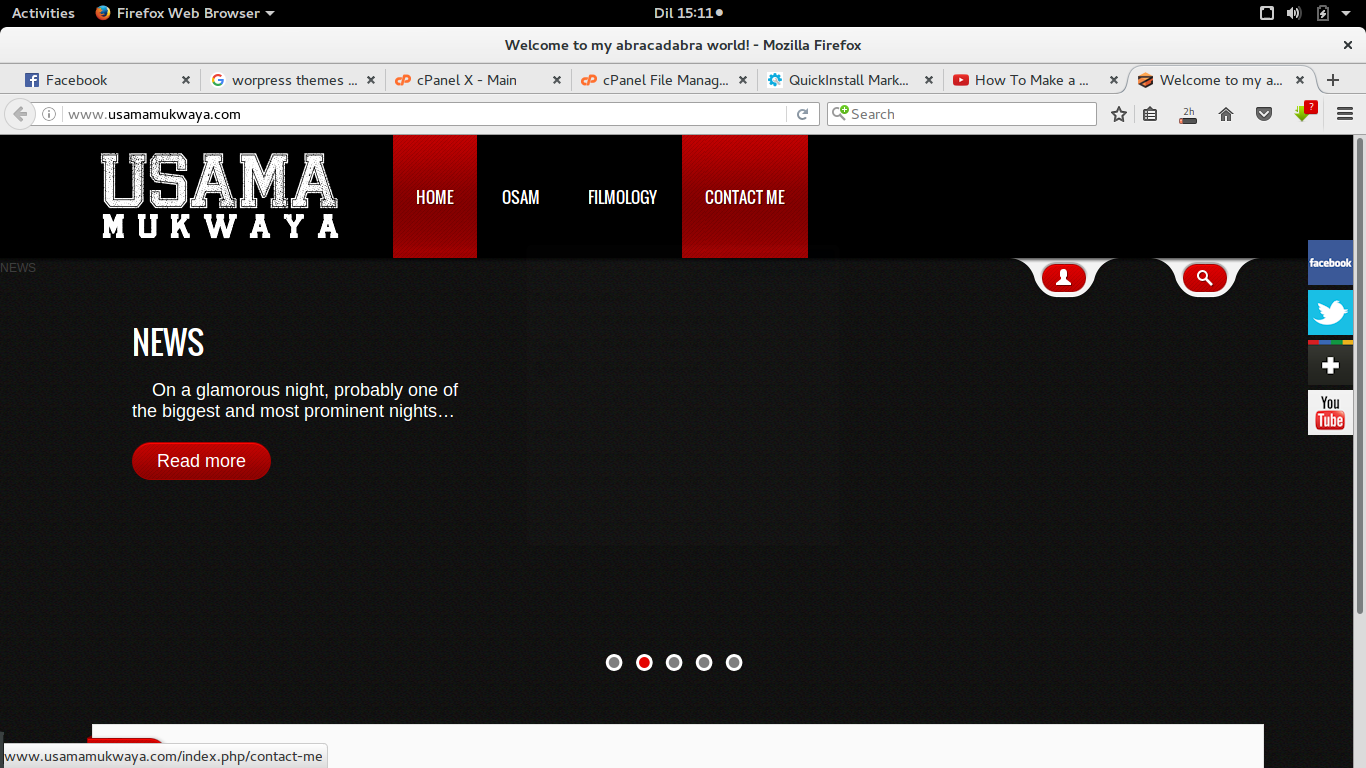 Activities Firefox Web Browser Dil 15:11
Welcome to my abracadabra world! - Mozilla Firefox
Facebook worpress themes ... cPanel X - Main cPanel File Manag... QuickInstall Mark... How To Make a ... Welcome to my a...
www.usamamukwaya.com Search 2h ?
USAMA
MUKWAYA
HOME OSAM FILMOLOGY CONTACT ME
NEWS
facebook
NEWS
On a glamorous night, probably one of
the biggest and most prominent nights…
You
Tube
Read more
www.usamamukwaya.com/index.php/contact-me